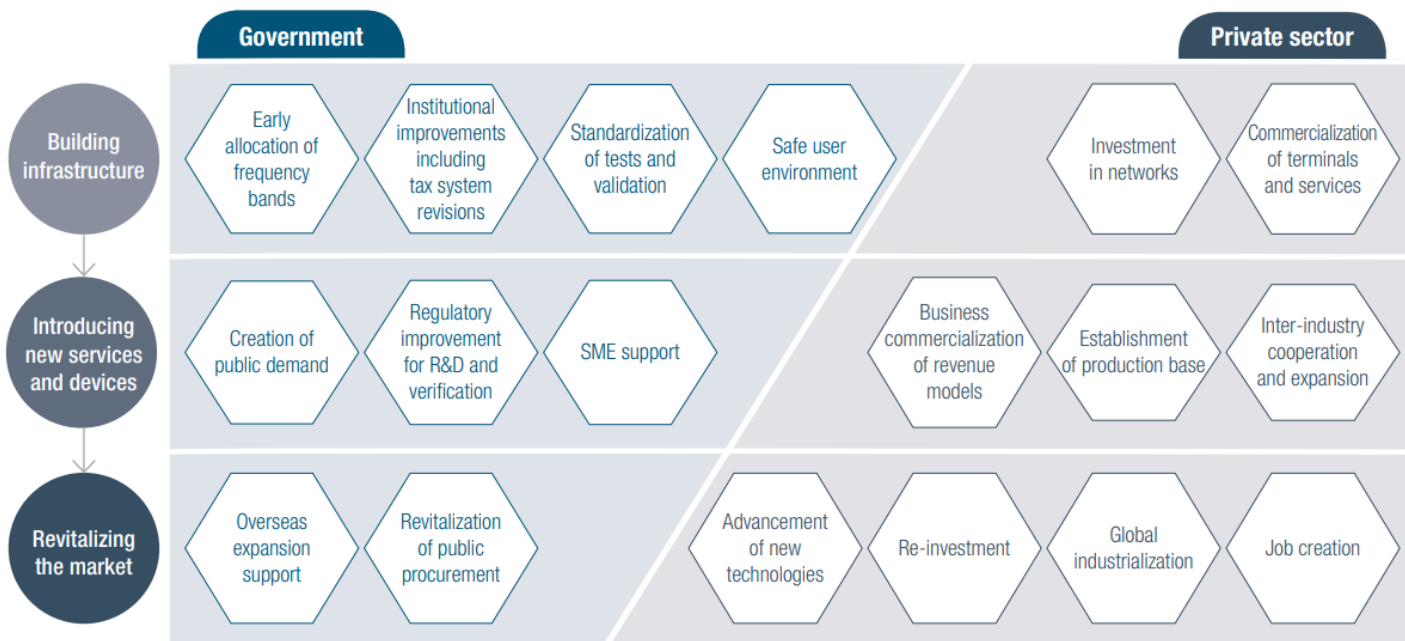 Government
Private sector
Building
infrastructure
Early
allocation of
frequency
bands
Institutional
improvements
including
tax system
revisions
Standardization
of tests and
validation
Safe user
environment
Investment
in networks
Commercialization
of terminals
and services
Introducing
new services
and devices
Creation of
public demand
Regulatory
improvement
for R&D and
verification
SME support
Business
commercialization
of revenue
models
Establishment
of production base
Inter-industry
cooperation
and expansion
Revitalizing
the market
Overseas
expansion
support
Revitalization
of public
procurement
Advancement
of new
technologies
Re-investment
Global
industrialization
Job creation